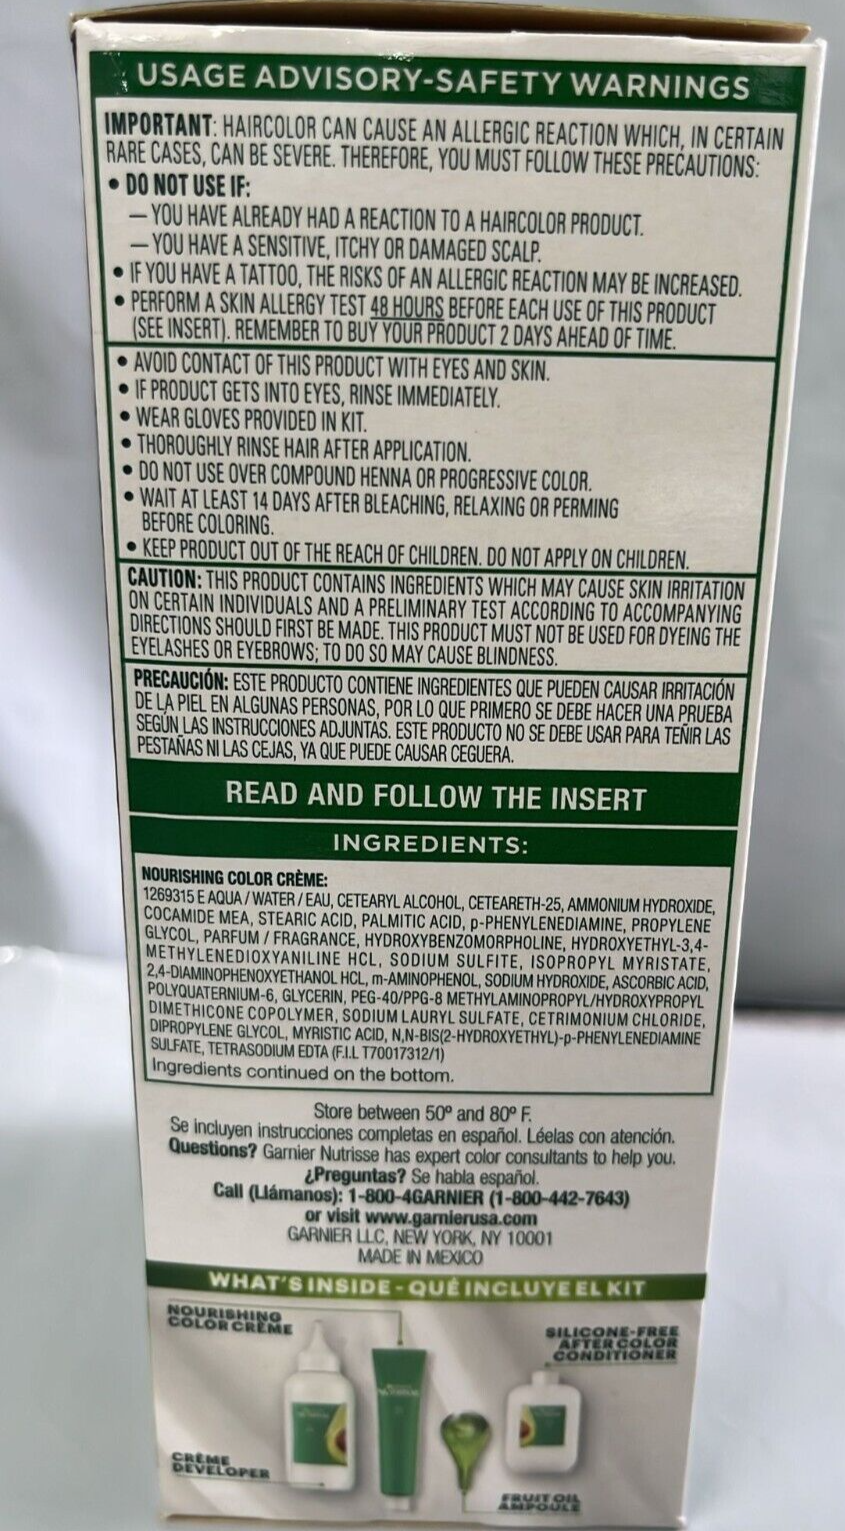 USAGE ADVISORY-SAFETY WARNINGS
IMPORTANT: HAIRCOLOR CAN CAUSE AN ALLERGIC REACTION WHICH, IN CERTAIN
RARE CASES, CAN BE SEVERE. THEREFORE, YOU MUST FOLLOW THESE PRECAUTIONS:
• DO NOT USE IF:
— YOU HAVE ALREADY HAD A REACTION TO A HAIRCOLOR PRODUCT.
— YOU HAVE A SENSITIVE, ITCHY OR DAMAGED SCALP.
• IF YOU HAVE A TATTOO, THE RISKS OF AN ALLERGIC REACTION MAY BE INCREASED.
• PERFORM A SKIN ALLERGY TEST 48 HOURS BEFORE EACH USE OF THIS PRODUCT
(SEE INSERT). REMEMBER TO BUY YOUR PRODUCT 2 DAYS AHEAD OF TIME.
• AVOID CONTACT OF THIS PRODUCT WITH EYES AND SKIN.
• IF PRODUCT GETS INTO EYES, RINSE IMMEDIATELY.
• WEAR GLOVES PROVIDED IN KIT.
• THOROUGHLY RINSE HAIR AFTER APPLICATION.
• DO NOT USE OVER COMPOUND HENNA OR PROGRESSIVE COLOR.
• WAIT AT LEAST 14 DAYS AFTER BLEACHING, RELAXING OR PERMING
BEFORE COLORING.
• KEEP PRODUCT OUT OF THE REACH OF CHILDREN. DO NOT APPLY ON CHILDREN.
CAUTION: THIS PRODUCT CONTAINS INGREDIENTS WHICH MAY CAUSE SKIN IRRITATION
ON CERTAIN INDIVIDUALS AND A PRELIMINARY TEST ACCORDING TO ACCOMPANYING
DIRECTIONS SHOULD FIRST BE MADE. THIS PRODUCT MUST NOT BE USED FOR DYEING THE
EYELASHES OR EYEBROWS; TO DO SO MAY CAUSE BLINDNESS.
PRECAUCIÓN: ESTE PRODUCTO CONTIENE INGREDIENTES QUE PUEDEN CAUSAR IRRITACIÓN
DE LA PIEL EN ALGUNAS PERSONAS, POR LO QUE PRIMERO SE DEBE HACER UNA PRUEBA
SEGÚN LAS INSTRUCCIONES ADJUNTAS. ESTE PRODUCTO NO SE DEBE USAR PARA TEÑIR LAS
PESTAÑAS NI LAS CEJAS, YA QUE PUEDE CAUSAR CEGUERA.
READ AND FOLLOW THE INSERT
INGREDIENTS:
NOURISHING COLOR CRÈME:
1269315 E AQUA / WATER / EAU, CETEARYL ALCOHOL, CETEARETH-25, AMMONIUM HYDROXIDE,
COCAMIDE MEA, STEARIC ACID, PALMITIC ACID, p-PHENYLENEDIAMINE, PROPYLENE
GLYCOL, PARFUM / FRAGRANCE, HYDROXYBENZOMORPHOLINE, HYDROXYETHYL-3,4-
METHYLENEDIOXYANILINE HCL, SODIUM SULFITE, ISOPROPYL MYRISTATE,
2,4-DIAMINOPHENOXYETHANOL HCL, m-AMINOPHENOL, SODIUM HYDROXIDE, ASCORBIC ACID,
POLYQUATERNIUM-6, GLYCERIN, PEG-40/PPG-8 METHYLAMINOPROPYL/HYDROXYPROPYL
DIMETHICONE COPOLYMER, SODIUM LAURYL SULFATE, CETRIMONIUM CHLORIDE,
DIPROPYLENE GLYCOL, MYRISTIC ACID, N,N-BIS(2-HYDROXYETHYL)-p-PHENYLENEDIAMINE
SULFATE, TETRASODIUM EDTA (F.I.L T70017312/1)
Ingredients continued on the bottom.
Store between 50º and 80º F.
Se incluyen instrucciones completas en español. Léelas con atención.
Questions? Garnier Nutrisse has expert color consultants to help you.
¿Preguntas? Se habla español.
Call (Llámanos): 1-800-4GARNIER (1-800-442-7643)
or visit www.garnierusa.com
GARNIER LLC, NEW YORK, NY 10001
MADE IN MEXICO
WHAT'S INSIDE - QUÉ INCLUYE EL KIT
NOURISHING
COLOR CRÈME
SILICONE-FREE
AFTER COLOR
CONDITIONER
CRÈME
DEVELOPER
FRUIT OIL
AMPOULE